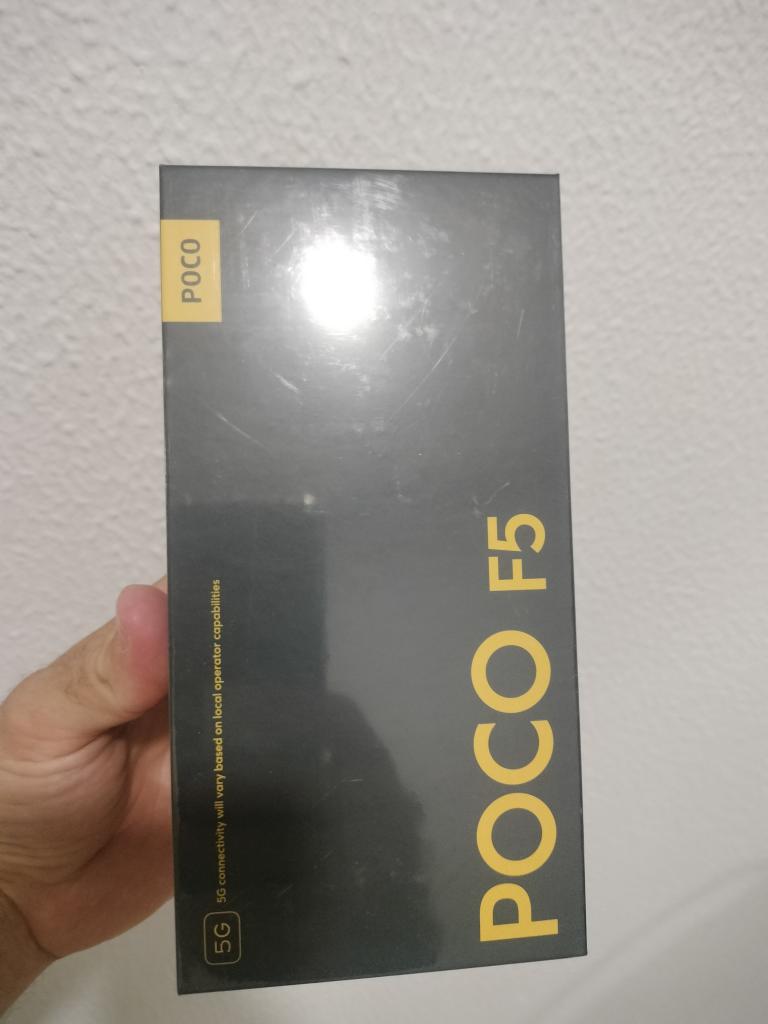 POCO
POCO F5
5G
5G connectivity will vary based on local operator capabilities